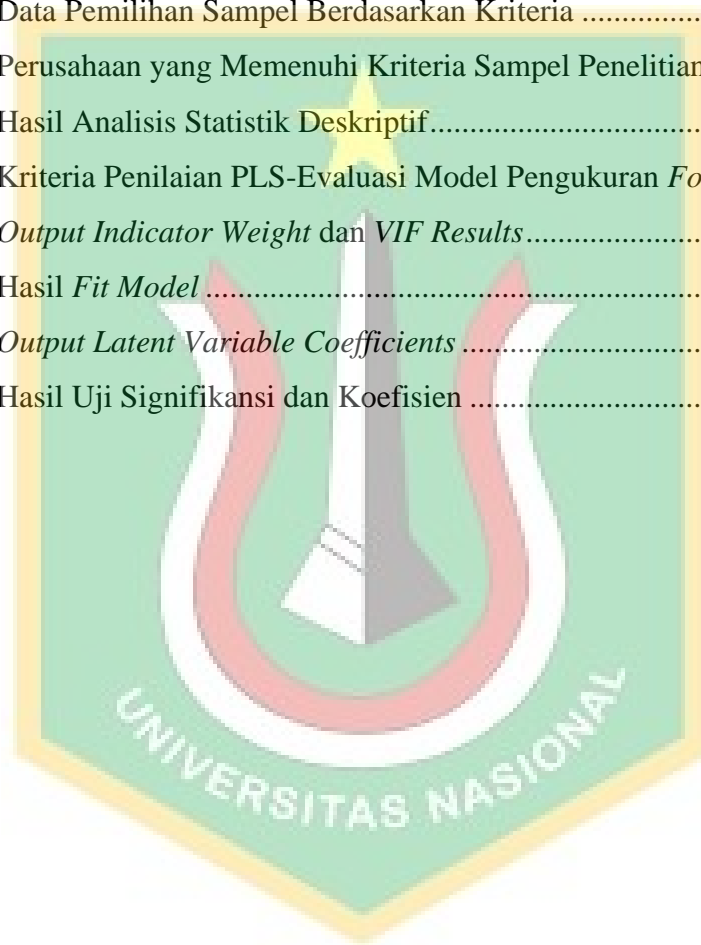 Data Pemilihan Sampel Berdasarkan Kriteria ................
Perusahaan yang Memenuhi Kriteria Sampel Penelitian
Hasil Analisis Statistik Deskriptif....................................
Kriteria Penilaian PLS-Evaluasi Model Pengukuran Fo
Output Indicator Weight dan VIF Results.......................
Hasil Fit Model ................................................................
Output Latent Variable Coefficients ...............................
Hasil Uji Signifikansi dan Koefisien ..............................
UNIVERSITAS NASIONAL